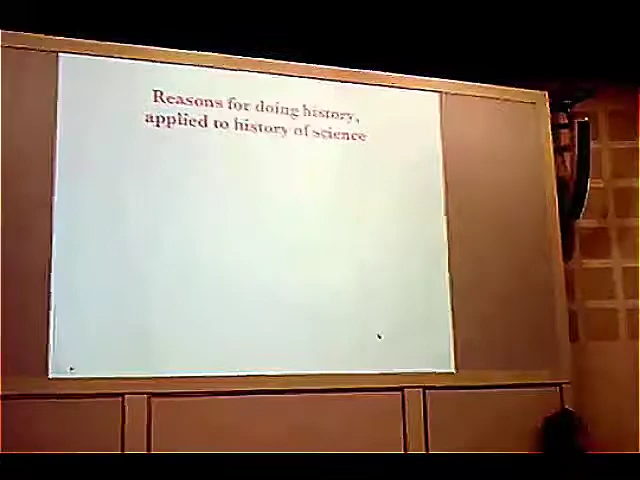 Reasons for doing history,
applied to history of science